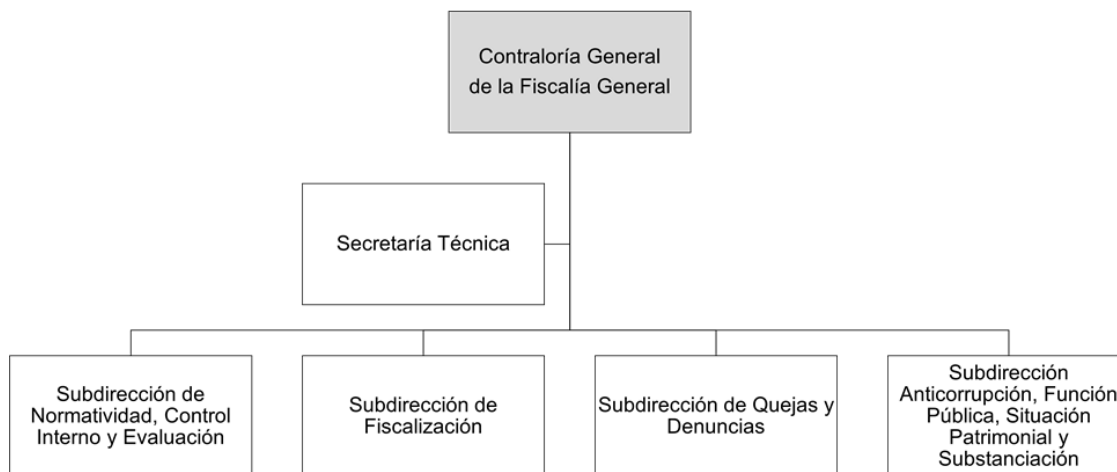 Contraloría General
de la Fiscalía General
Secretaría Técnica
Subdirección de
Normatividad, Control
Interno y Evaluación
Subdirección de
Fiscalización
Subdirección de Quejas y
Denuncias
Subdirección
Anticorrupción, Función
Pública, Situación
Patrimonial y
Substanciación